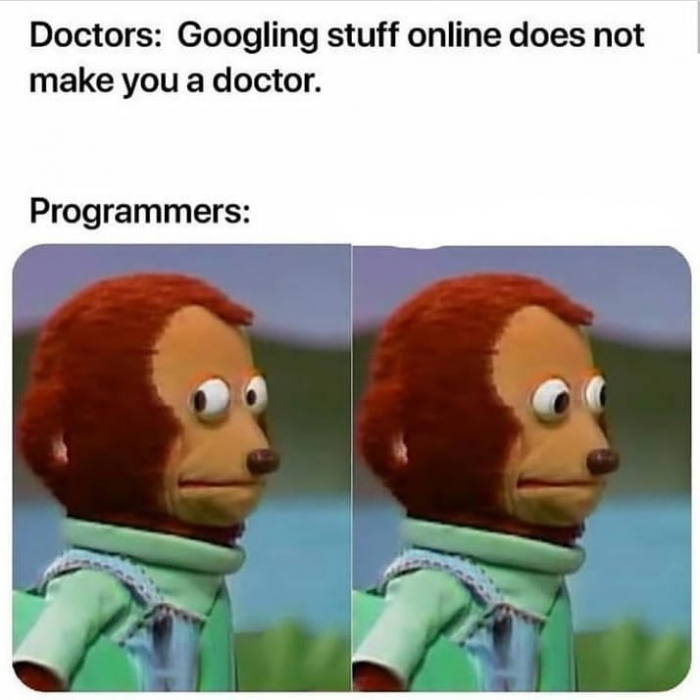 Doctors: Googling stuff online does not
make you a doctor.
Programmers: